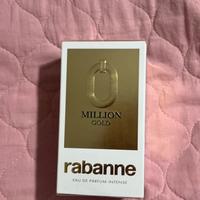 MILLION
GOLD
rabanne
EAU DE PARFUM INTENSE